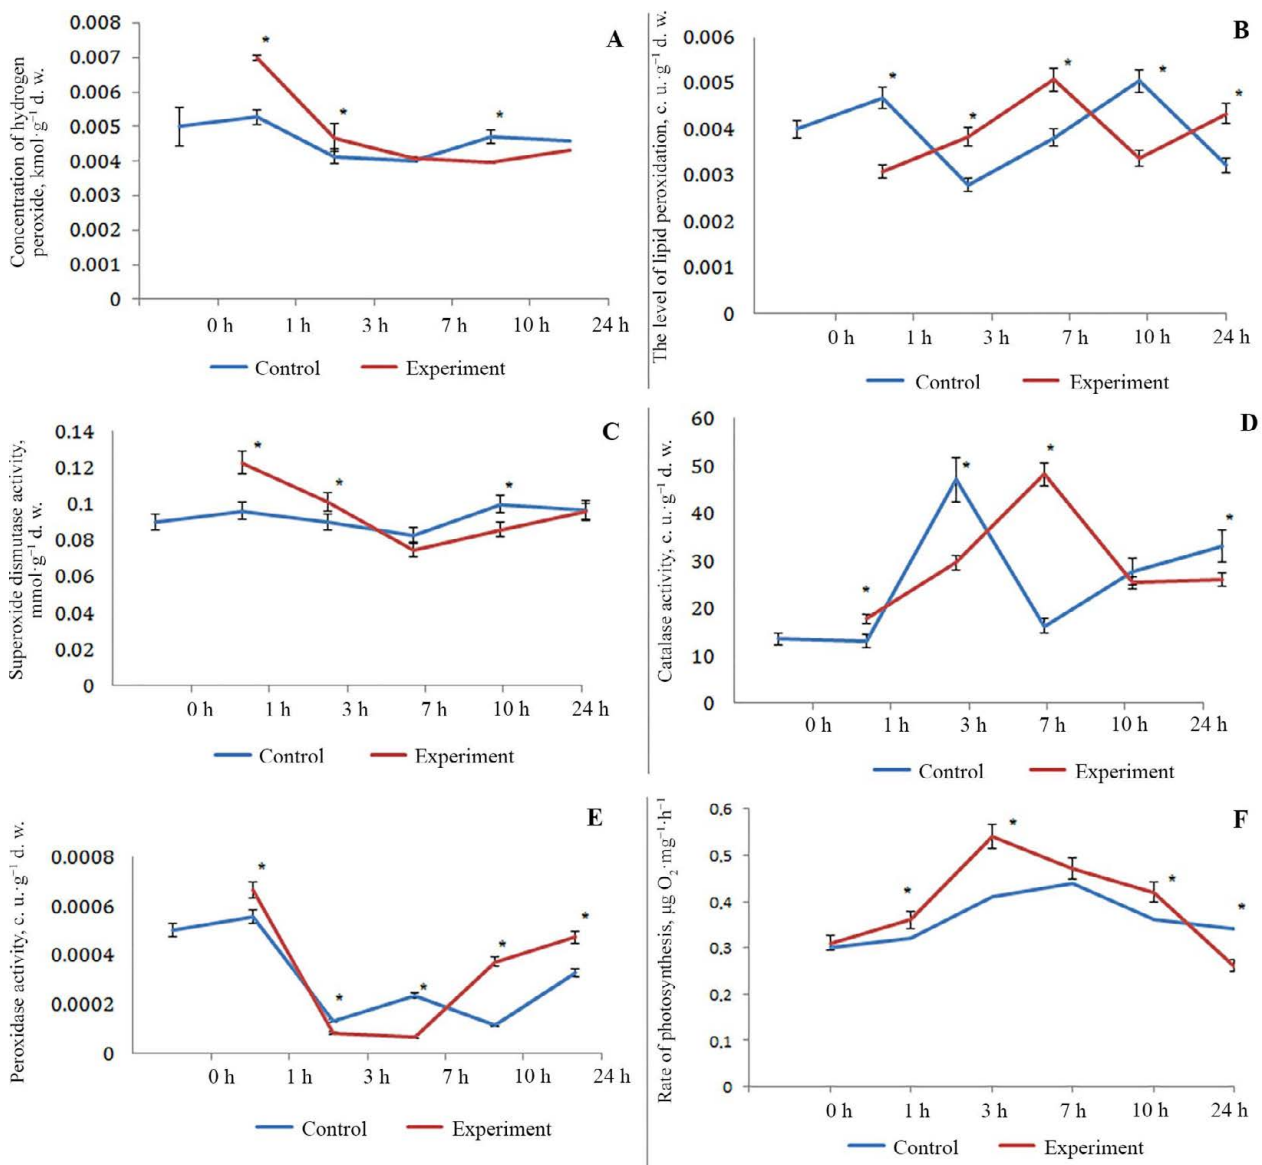 A
Concentration of hydrogen
peroxide, kmol·g⁻¹ d. w.
0.008
0.007
0.006
0.005
0.004
0.003
0.002
0.001
0
*
*
*
0 h 1 h 3 h 7 h 10 h 24 h
Control Experiment
B
The level of lipid peroxidation, c. u.·g⁻¹ d. w.
0.006
0.005
0.004
0.003
0.002
0.001
0
*
*
*
*
*
0 h 1 h 3 h 7 h 10 h 24 h
Control Experiment
C
Superoxide dismutase activity,
mmol·g⁻¹ d. w.
0.14
0.12
0.1
0.08
0.06
0.04
0.02
0
*
*
*
0 h 1 h 3 h 7 h 10 h 24 h
Control Experiment
D
Catalase activity, c. u.·g⁻¹ d. w.
60
50
40
30
20
10
0
*
*
*
*
0 h 1 h 3 h 7 h 10 h 24 h
Control Experiment
E
Peroxidase activity, c. u.·g⁻¹ d. w.
0.0008
0.0006
0.0004
0.0002
0
*
*
*
*
*
0 h 1 h 3 h 7 h 10 h 24 h
Control Experiment
F
Rate of photosynthesis, μg O₂·mg⁻¹·h⁻¹
0,6
0,5
0,4
0,3
0,2
0,1
0
*
*
*
*
0 h 1 h 3 h 7 h 10 h 24 h
Control Experiment